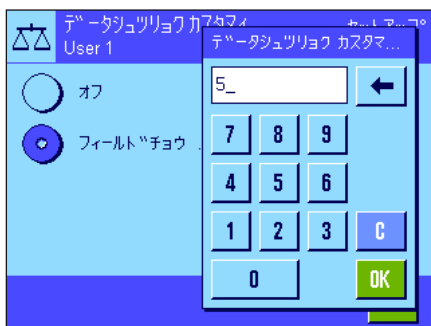 データシュツリョク カスタマイ
セットアップ
User 1
データシュツリョク カスタマ...
オフ
5_
フィールドチョウ
7 8 9
4 5 6
1 2 3 C
0 OK